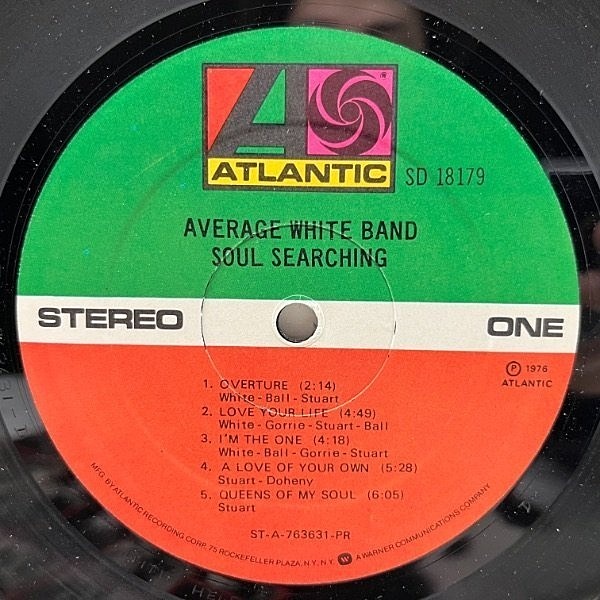 ATLANTIC
SD 18179
AVERAGE WHITE BAND
SOUL SEARCHING
STEREO
ONE
℗ 1976
ATLANTIC
1. OVERTURE (2:14)
White-Ball-Stuart
2. LOVE YOUR LIFE (4:49)
White-Gorrie-Stuart-Ball
3. I'M THE ONE (4:18)
White-Ball-Gorrie-Stuart
4. A LOVE OF YOUR OWN (5:28)
Stuart-Doheny
5. QUEENS OF MY SOUL (6:05)
Stuart
ST-A-763631-PR
MFG. BY ATLANTIC RECORDING CORP. 75 ROCKEFELLER PLAZA, N.Y. N.Y. A WARNER COMMUNICATIONS COMPANY